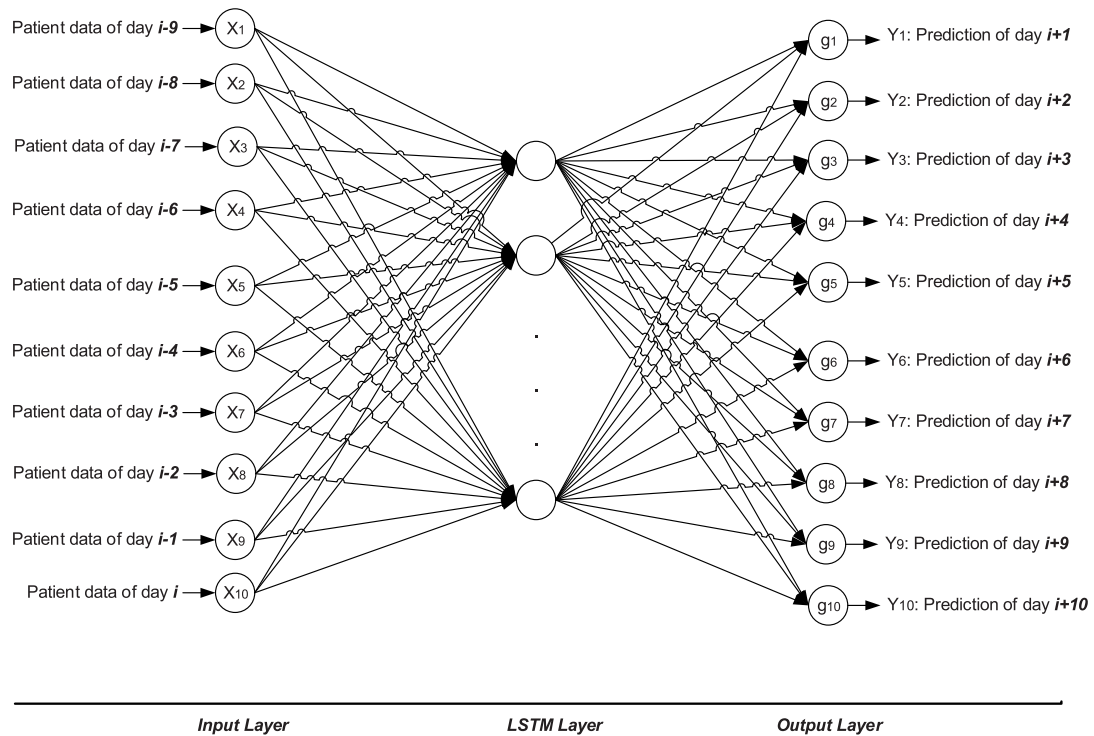 Patient data of day i-9
X1
g1
Y1: Prediction of day i+1
Patient data of day i-8
X2
g2
Y2: Prediction of day i+2
Patient data of day i-7
X3
g3
Y3: Prediction of day i+3
Patient data of day i-6
X4
g4
Y4: Prediction of day i+4
Patient data of day i-5
X5
g5
Y5: Prediction of day i+5
Patient data of day i-4
X6
g6
Y6: Prediction of day i+6
Patient data of day i-3
X7
g7
Y7: Prediction of day i+7
Patient data of day i-2
X8
g8
Y8: Prediction of day i+8
Patient data of day i-1
X9
g9
Y9: Prediction of day i+9
Patient data of day i
X10
g10
Y10: Prediction of day i+10
Input Layer
LSTM Layer
Output Layer